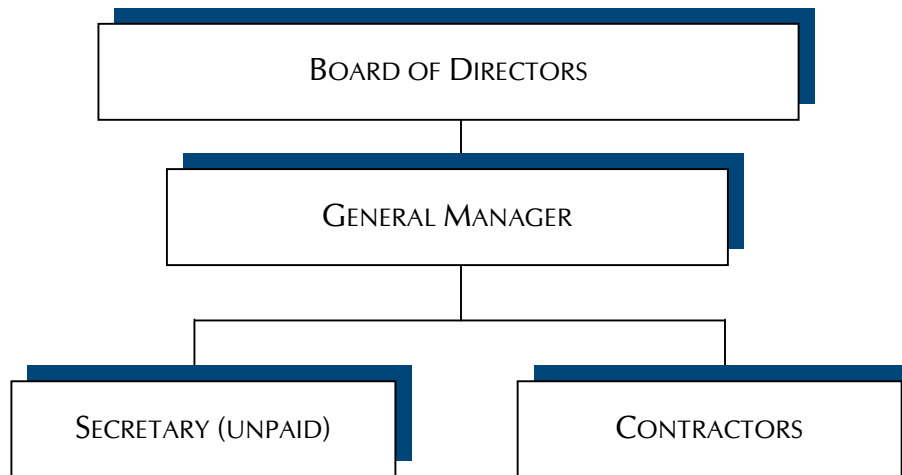 BOARD OF DIRECTORS
GENERAL MANAGER
SECRETARY (UNPAID)
CONTRACTORS